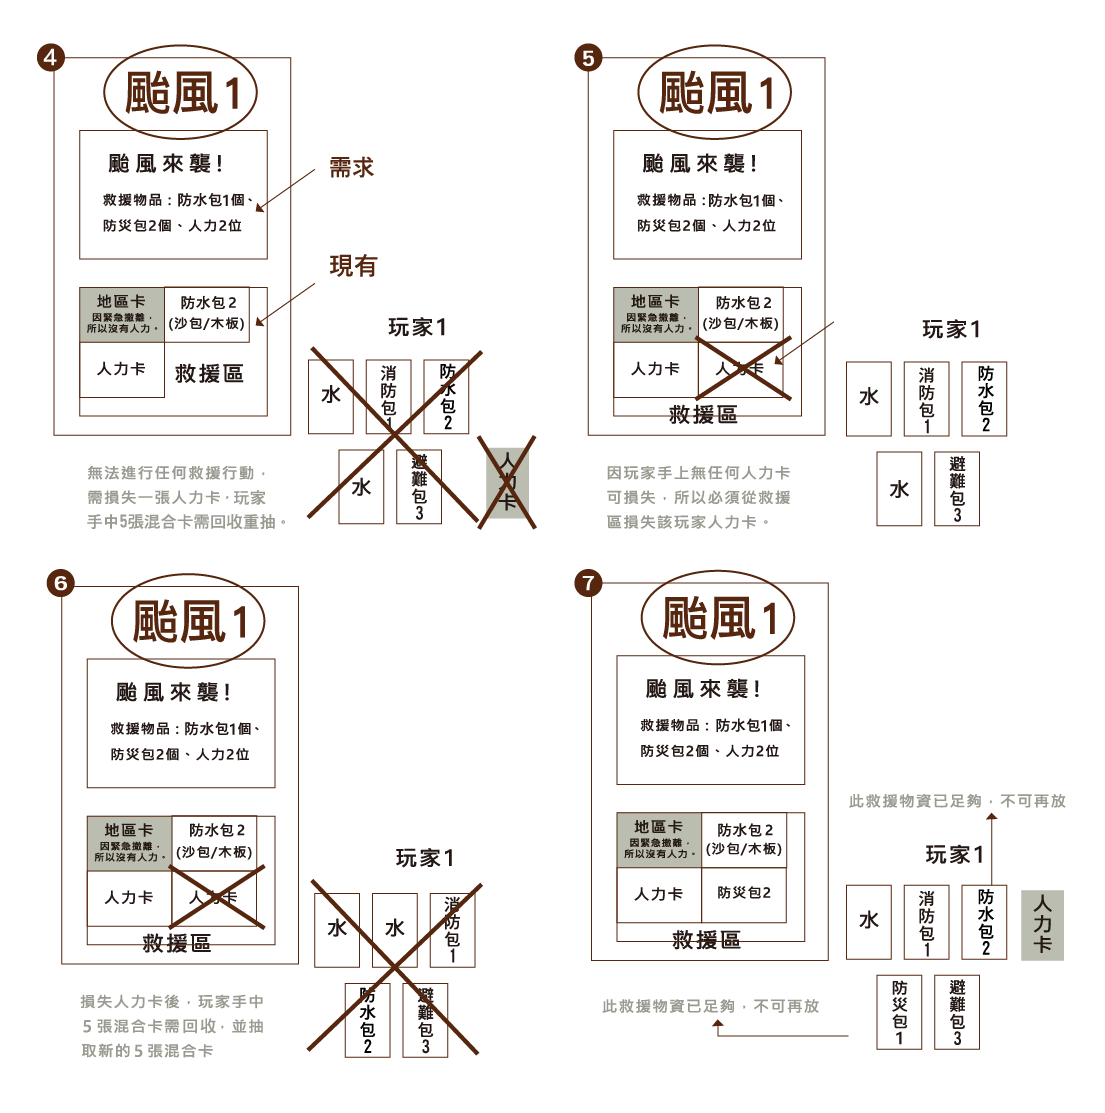 4
颱風1
颱風來襲!
救援物品:防水包1個、
防災包2個、人力2位
需求
現有
地區卡
因緊急撤離,
所以沒有人力。
防水包2
(沙包/木板)
人力卡
救援區
玩家1
水
消防包1
防水包2
水
避難包3
人力卡
無法進行任何救援行動,
需損失一張人力卡,玩家
手中5張混合卡需回收重抽。
5
颱風1
颱風來襲!
救援物品:防水包1個、
防災包2個、人力2位
地區卡
因緊急撤離,
所以沒有人力。
防水包2
(沙包/木板)
人力卡
人力卡
救援區
玩家1
水
消防包1
防水包2
水
避難包3
因玩家手上無任何人力卡
可損失,所以必須從救援
區損失該玩家人力卡。
6
颱風1
颱風來襲!
救援物品:防水包1個、
防災包2個、人力2位
地區卡
因緊急撤離,
所以沒有人力。
防水包2
(沙包/木板)
人力卡
人力卡
救援區
玩家1
水
水
消防包1
防水包2
避難包3
損失人力卡後,玩家手中
5張混合卡需回收,並抽
取新的5張混合卡
7
颱風1
颱風來襲!
救援物品:防水包1個、
防災包2個、人力2位
地區卡
因緊急撤離,
所以沒有人力。
防水包2
(沙包/木板)
人力卡
防災包2
救援區
此救援物資已足夠,不可再放
玩家1
水
消防包1
防水包2
人力卡
防災包1
避難包3
此救援物資已足夠,不可再放